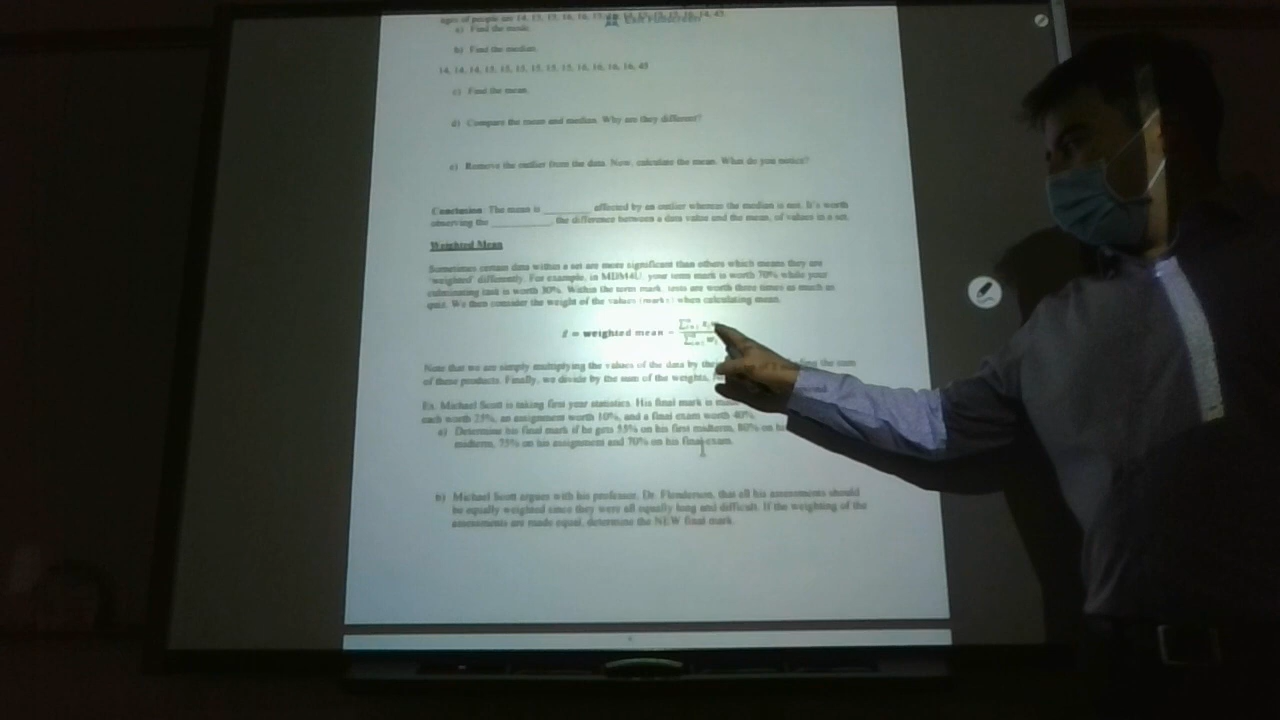 ages of people are 14, 15, 15, 16, 16, 15,
a) Find the mode.
b) Find the median.
14, 14, 14, 15, 15, 15, 15, 15, 15, 16, 16, 16, 16, 45
c) Find the mean.
d) Compare the mean and median. Why are they different?
e) Remove the outlier from the data. Now, calculate the mean. What do you notice?
Conclusion: The mean is ________ affected by an outlier whereas the median is not. It's worth
observing the __________, the difference between a data value and the mean, of values in a set.
Weighted Mean
Sometimes certain data within a set are more significant than others which means they are
'weighted' differently. For example, in MDM4U, your term mark is worth 70% while your
culminating task is worth 30%. Within the term mark, tests are worth three times as much as
quiz. We then consider the weight of the values (marks) when calculating mean.
= weighted mean =
Note that we are simply multiplying the values of the data by the the sum
of these products. Finally, we divide by the sum of the weights,
Ex. Michael Scott is taking first year statistics. His final mark is
each worth 25%, an assignment worth 10%, and a final exam worth 40%.
a) Determine his final mark if he gets 55% on his first midterm, 80% on his
midterm, 75% on his assignment and 70% on his final exam.
b) Michael Scott argues with his professor, Dr. Flenderson, that all his assessments should
be equally weighted since they were all equally long and difficult. If the weighting of the
assessments are made equal, determine the NEW final mark.